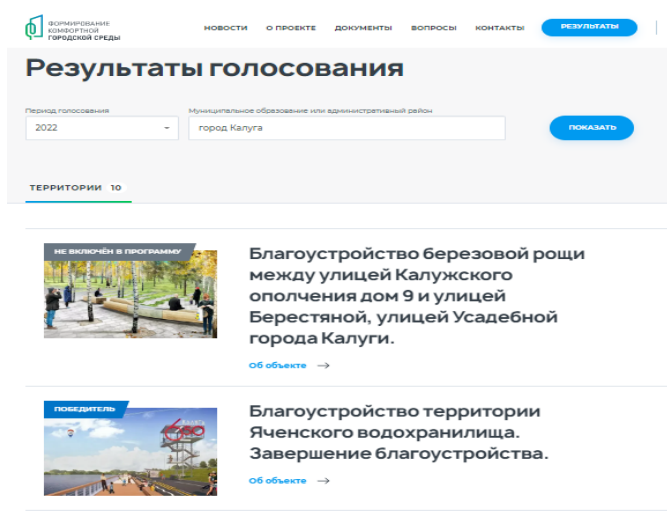 ФОРМИРОВАНИЕ
КОМФОРТНОЙ
ГОРОДСКОЙ СРЕДЫ
НОВОСТИ О ПРОЕКТЕ ДОКУМЕНТЫ ВОПРОСЫ КОНТАКТЫ РЕЗУЛЬТАТЫ
Результаты голосования
Период голосования Муниципальное образование или административный район
2022 город Калуга ПОКАЗАТЬ
ТЕРРИТОРИИ 10
НЕ ВКЛЮЧЁН В ПРОГРАММУ
Благоустройство березовой рощи
между улицей Калужского
ополчения дом 9 и улицей
Берестяной, улицей Усадебной
города Калуги.
Об объекте →
ПОБЕДИТЕЛЬ
Благоустройство территории
Яченского водохранилища.
Завершение благоустройства.
Об объекте →